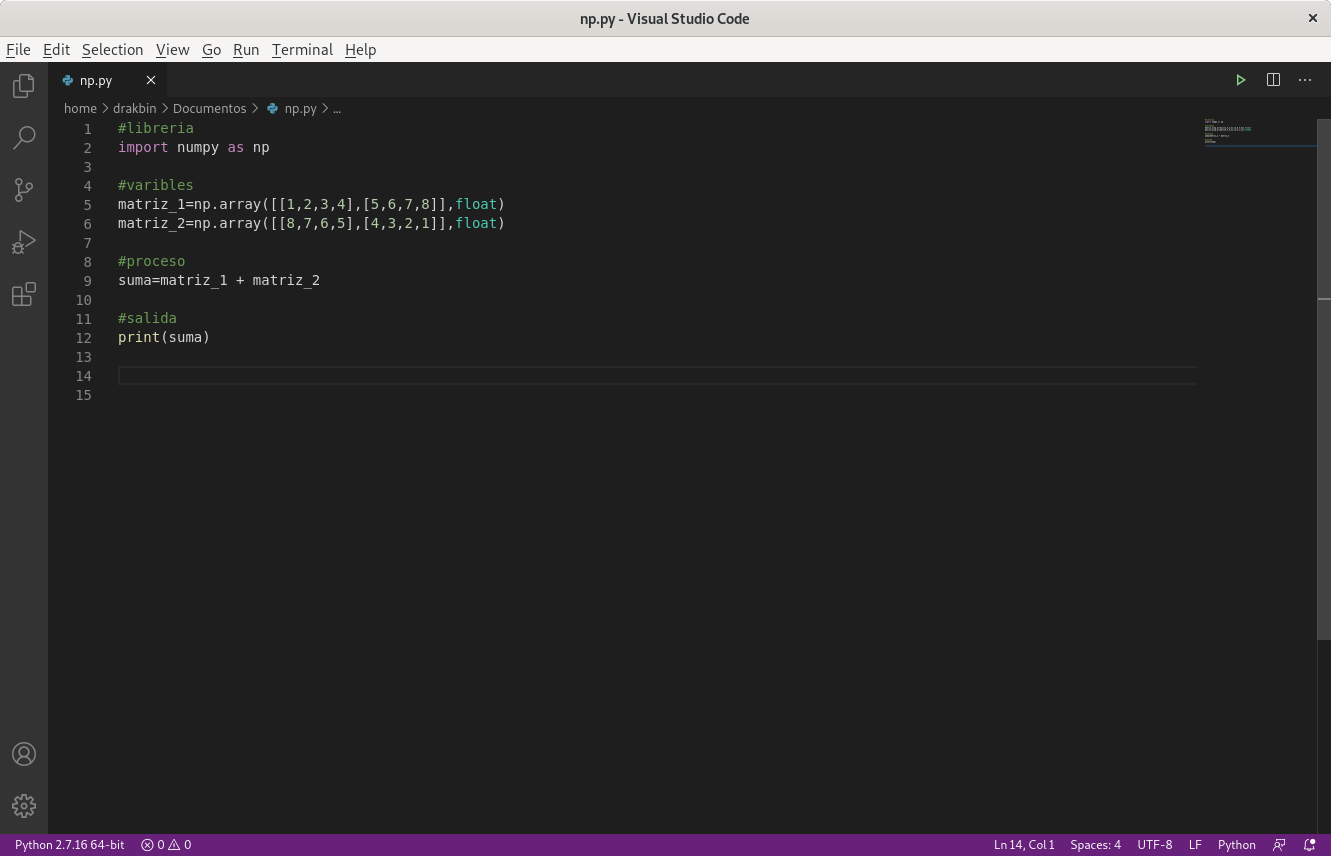 np.py - Visual Studio Code
File Edit Selection View Go Run Terminal Help
np.py
home > drakbin > Documentos > np.py > ...
1 #libreria
2 import numpy as np
3
4 #varibles
5 matriz_1=np.array([[1,2,3,4],[5,6,7,8]],float)
6 matriz_2=np.array([[8,7,6,5],[4,3,2,1]],float)
7
8 #proceso
9 suma=matriz_1 + matriz_2
10
11 #salida
12 print(suma)
13
14
15
Python 2.7.16 64-bit 0 0 Ln 14, Col 1 Spaces: 4 UTF-8 LF Python